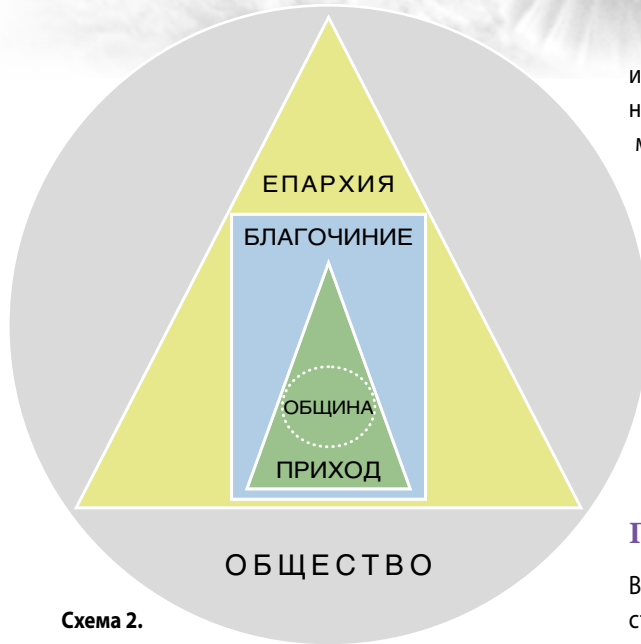 ЕПАРХИЯ
БЛАГОЧИНИЕ
ОБЩИНА
ПРИХОД
ОБЩЕСТВО
Схема 2.